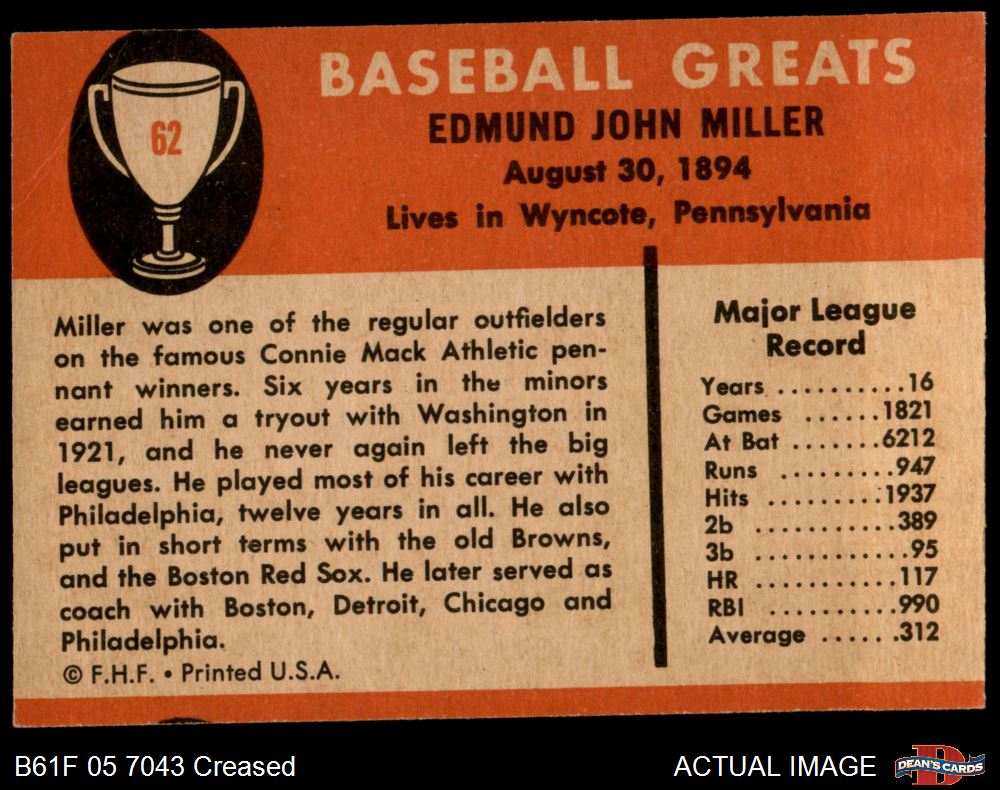 62
BASEBALL GREATS
EDMUND JOHN MILLER
August 30, 1894
Lives in Wyncote, Pennsylvania
Miller was one of the regular outfielders
on the famous Connie Mack Athletic pen-
nant winners. Six years in the minors
earned him a tryout with Washington in
1921, and he never again left the big
leagues. He played most of his career with
Philadelphia, twelve years in all. He also
put in short terms with the old Browns,
and the Boston Red Sox. He later served as
coach with Boston, Detroit, Chicago and
Philadelphia.
© F.H.F. • Printed U.S.A.
Major League
Record
Years ..........16
Games ......1821
At Bat .......6212
Runs .........947
Hits .........1937
2b ...........389
3b ............95
HR ...........117
RBI ..........990
Average ......312
B61F 05 7043 Creased
ACTUAL IMAGE
D
DEAN'S CARDS